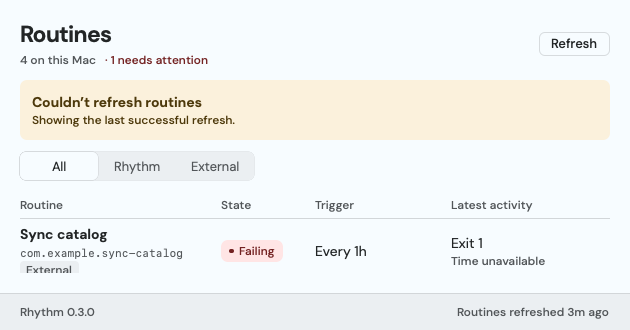 Routines
4 on this Mac · 1 needs attention
Refresh
Couldn’t refresh routines
Showing the last successful refresh.
All Rhythm External
Routine State Trigger Latest activity
Sync catalog
com.example.sync-catalog
External
Failing
Every 1h
Exit 1
Time unavailable
Rhythm 0.3.0
Routines refreshed 3m ago